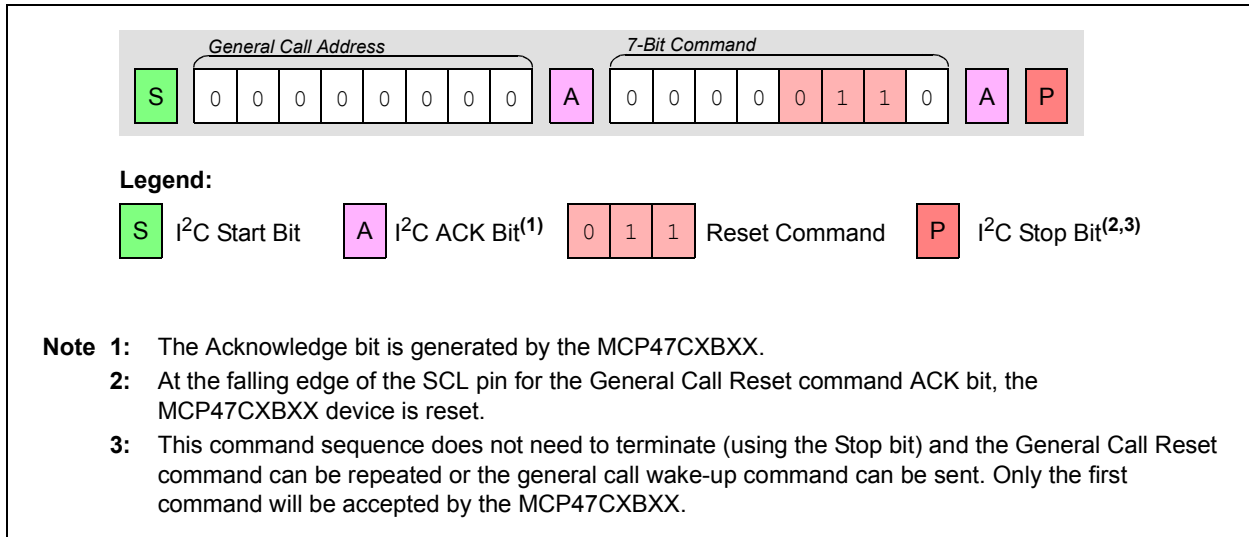 General Call Address 7-Bit Command
S 0 0 0 0 0 0 0 0 A 0 0 0 0 0 1 1 0 A P
Legend:
S I²C Start Bit A I²C ACK Bit(1) 0 1 1 Reset Command P I²C Stop Bit(2,3)
Note 1: The Acknowledge bit is generated by the MCP47CXBXX.
2: At the falling edge of the SCL pin for the General Call Reset command ACK bit, the
MCP47CXBXX device is reset.
3: This command sequence does not need to terminate (using the Stop bit) and the General Call Reset
command can be repeated or the general call wake-up command can be sent. Only the first
command will be accepted by the MCP47CXBXX.